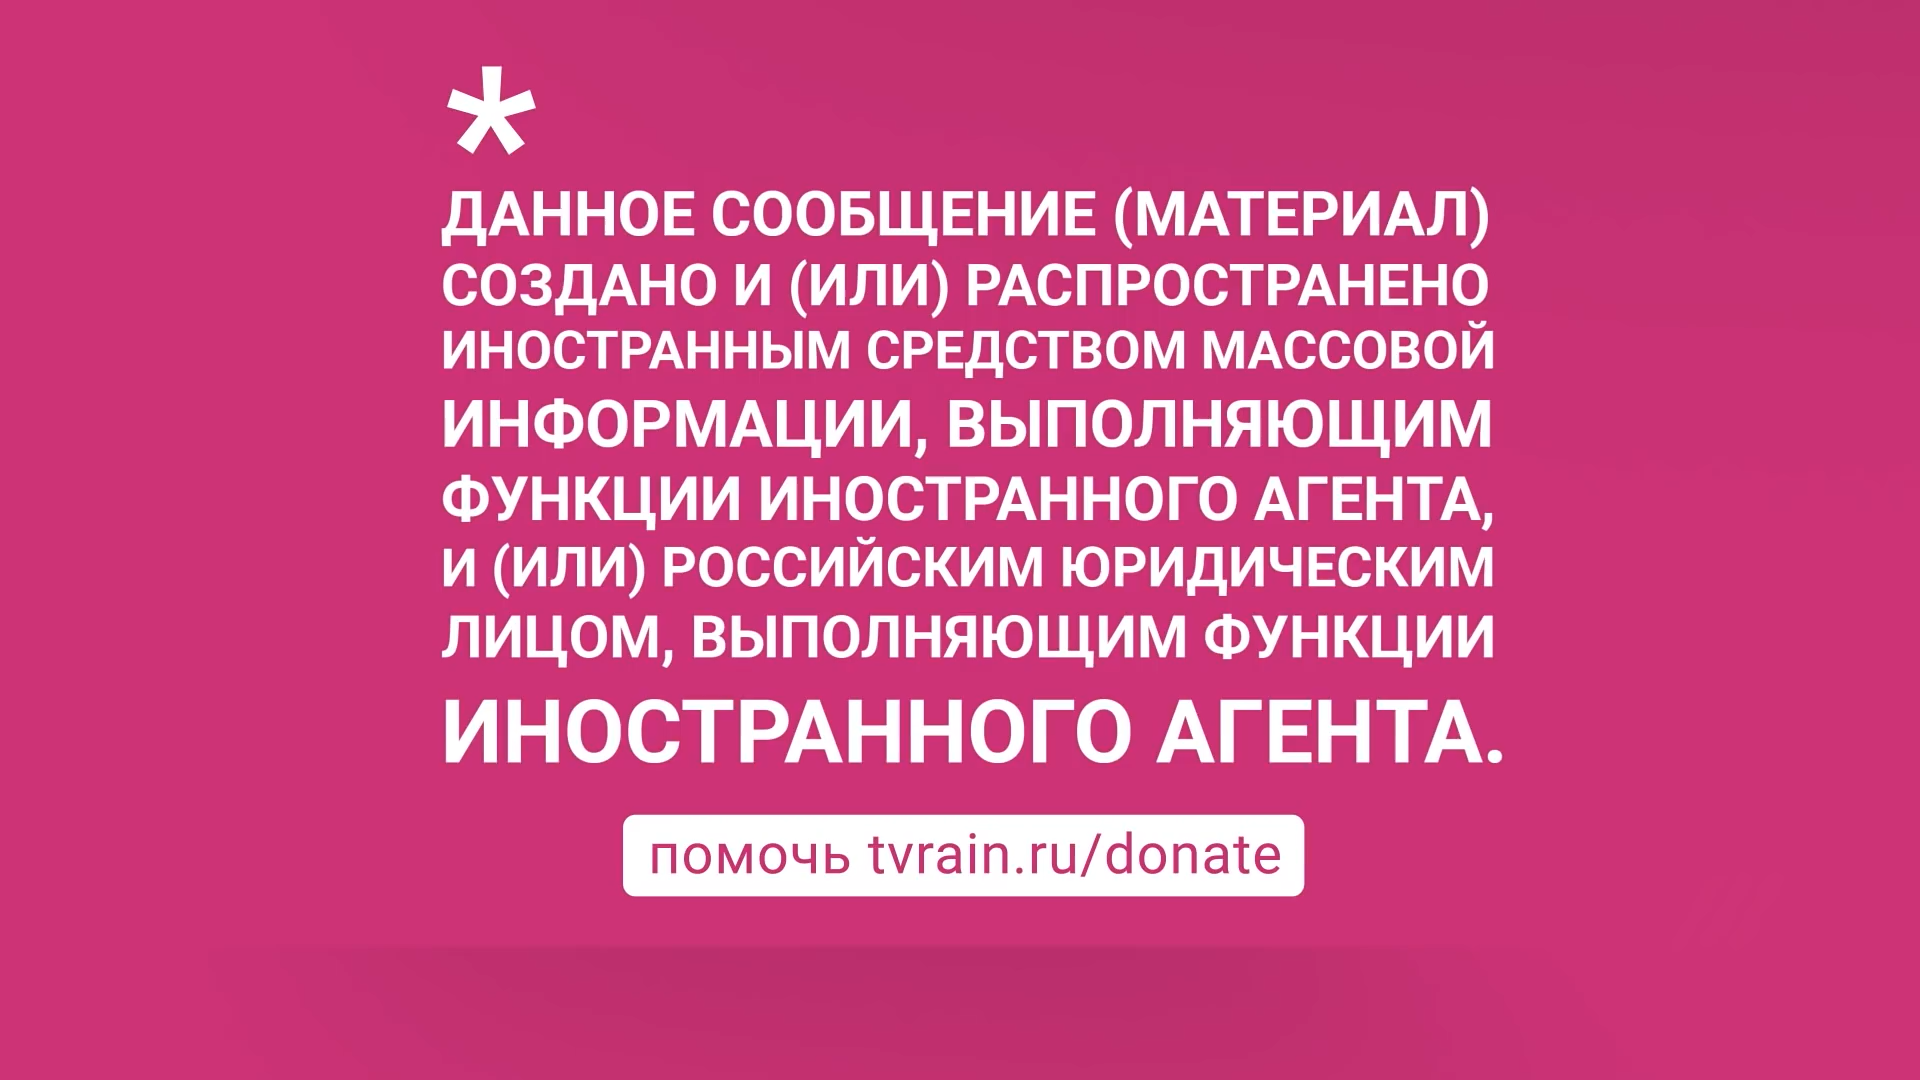 *
ДАННОЕ СООБЩЕНИЕ (МАТЕРИАЛ)
СОЗДАНО И (ИЛИ) РАСПРОСТРАНЕНО
ИНОСТРАННЫМ СРЕДСТВОМ МАССОВОЙ
ИНФОРМАЦИИ, ВЫПОЛНЯЮЩИМ
ФУНКЦИИ ИНОСТРАННОГО АГЕНТА,
И (ИЛИ) РОССИЙСКИМ ЮРИДИЧЕСКИМ
ЛИЦОМ, ВЫПОЛНЯЮЩИМ ФУНКЦИИ
ИНОСТРАННОГО АГЕНТА.
помочь tvrain.ru/donate